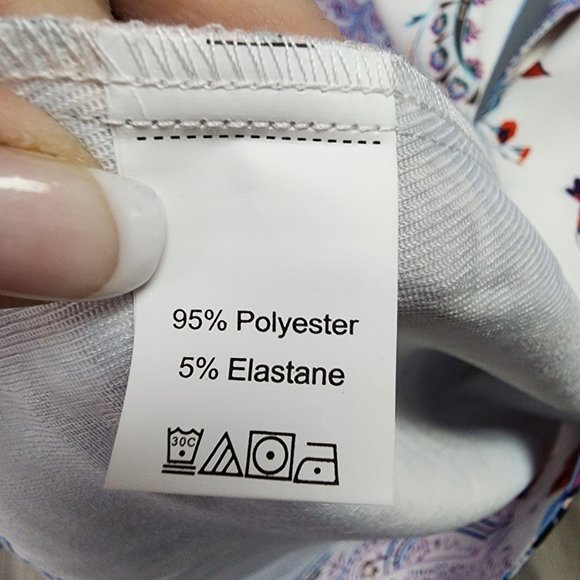 95% Polyester
5% Elastane
30C